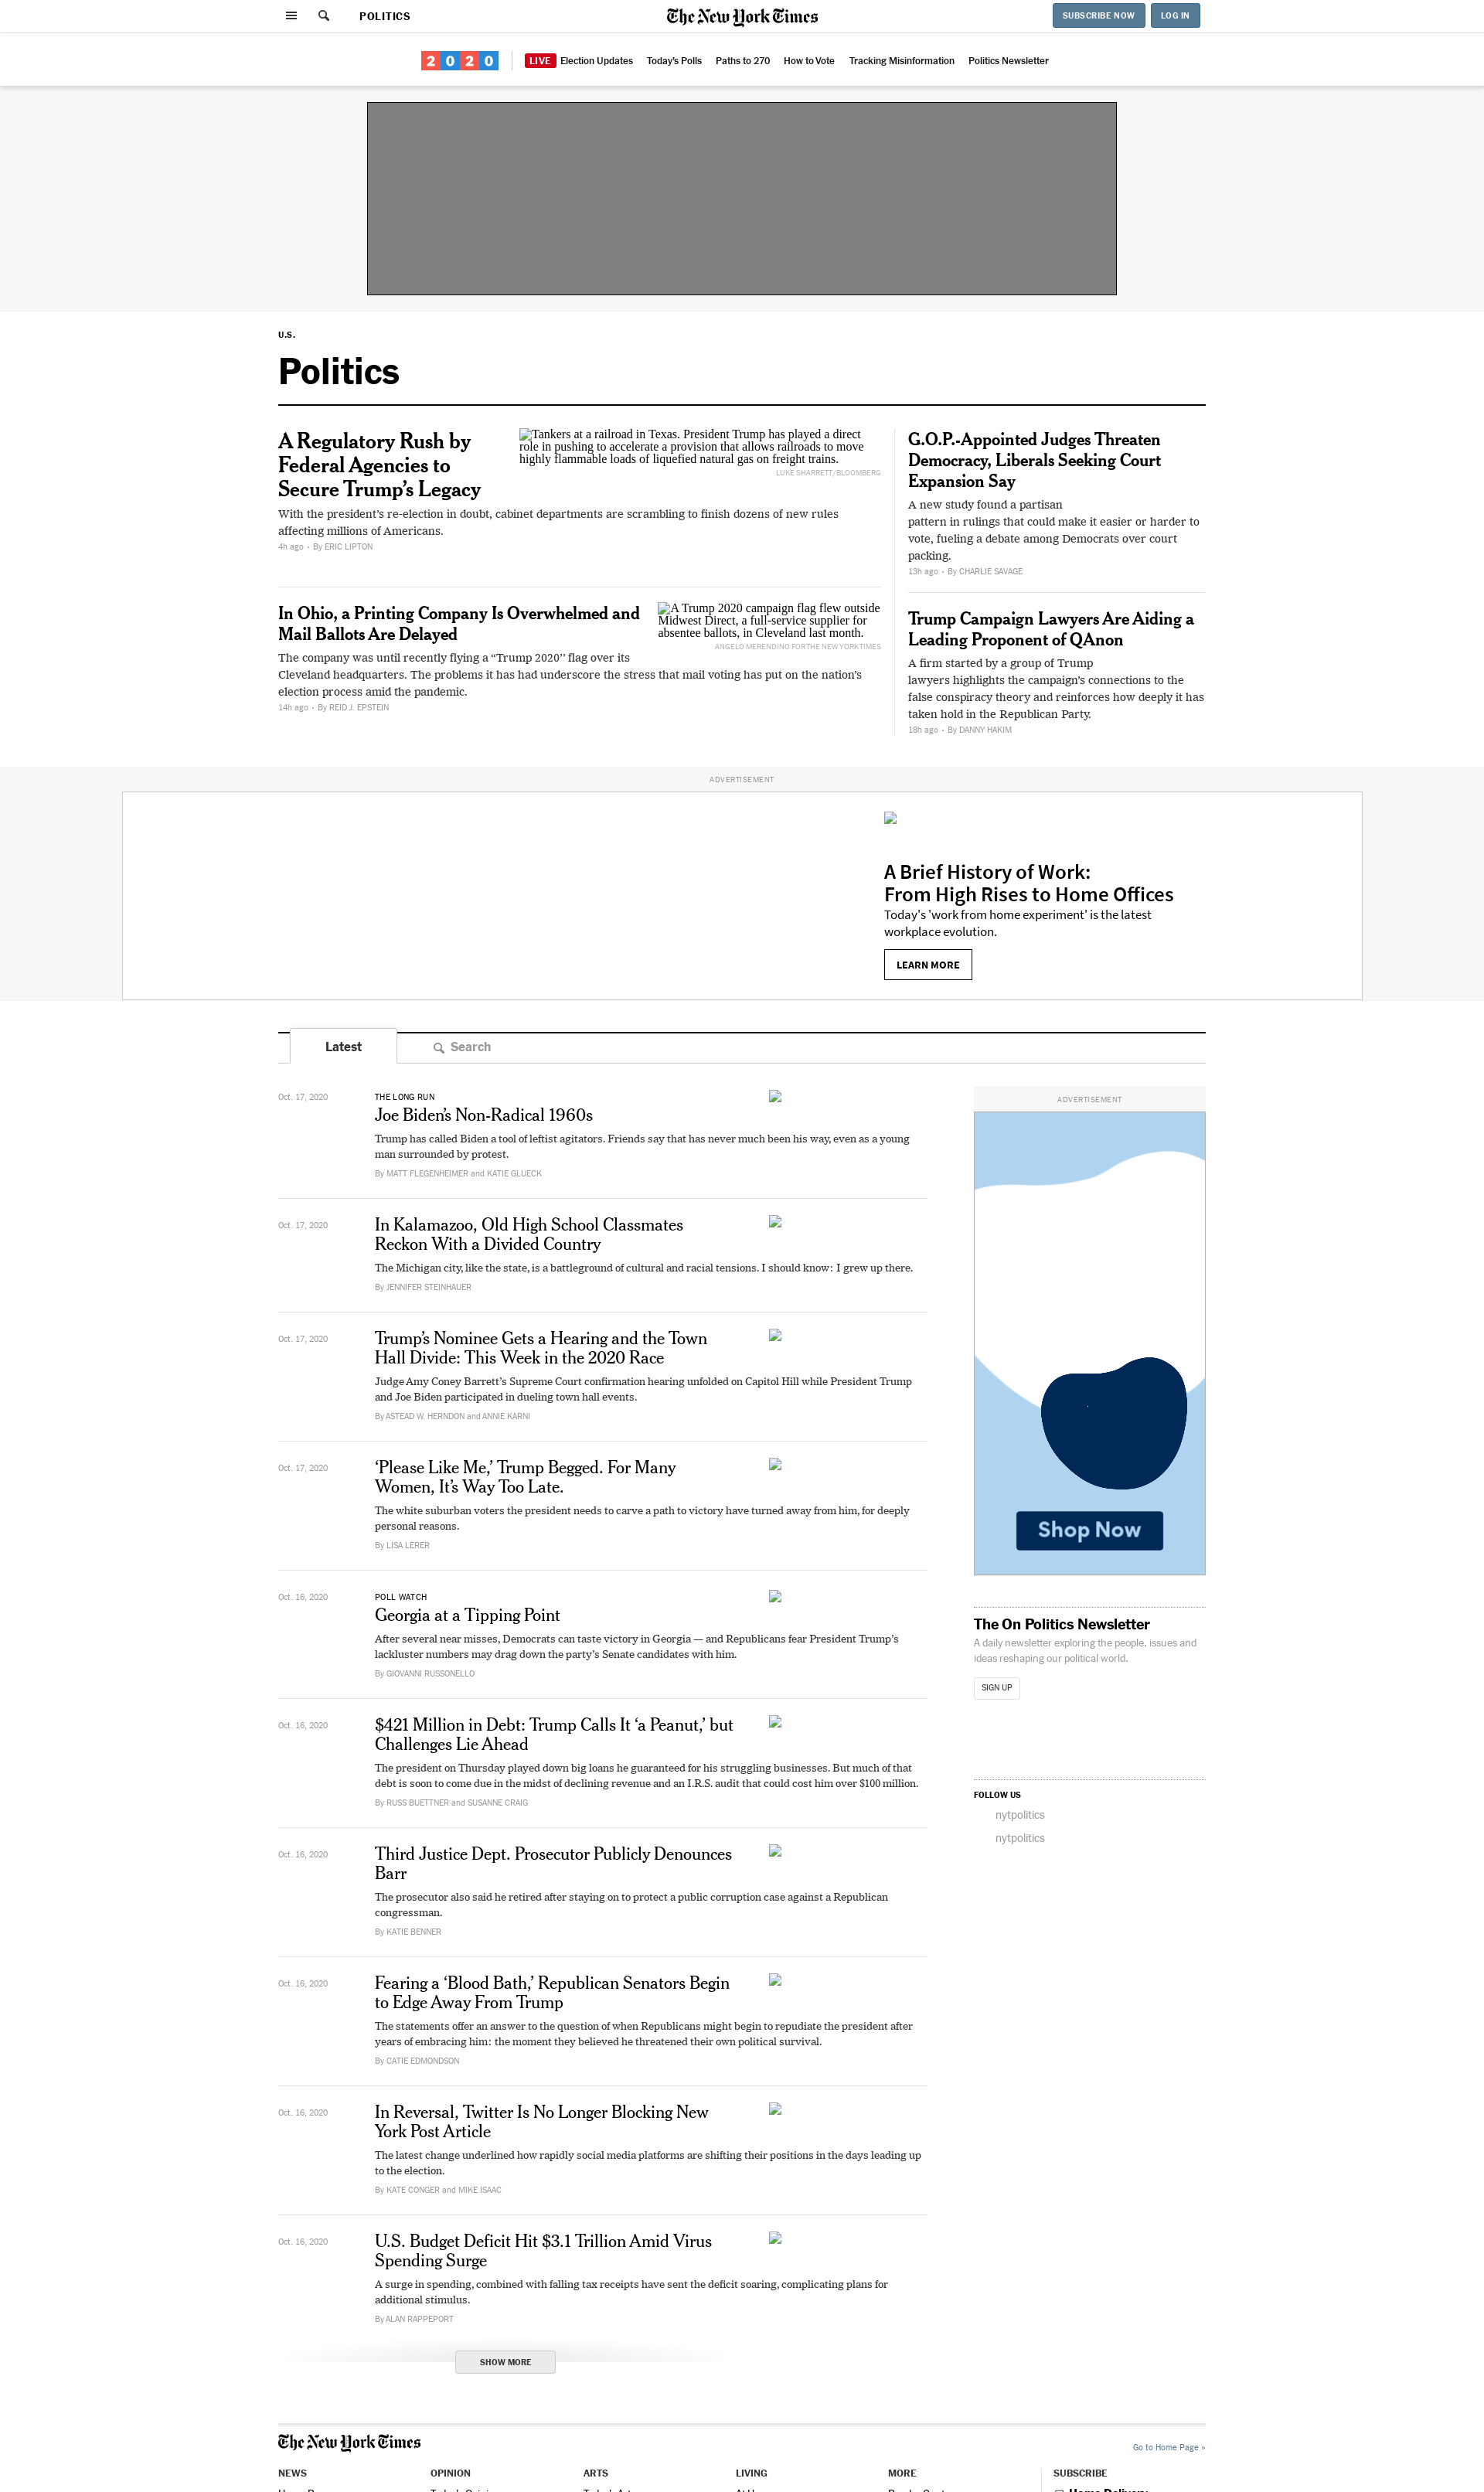 POLITICS
The New York Times
SUBSCRIBE NOW
LOG IN
2020
LIVE Election Updates
Today's Polls
Paths to 270
How to Vote
Tracking Misinformation
Politics Newsletter
U.S.
Politics
A Regulatory Rush by
Federal Agencies to
Secure Trump’s Legacy
Tankers at a railroad in Texas. President Trump has played a direct
role in pushing to accelerate a provision that allows railroads to move
highly flammable loads of liquefied natural gas on freight trains.
LUKE SHARRETT/BLOOMBERG
With the president’s re-election in doubt, cabinet departments are scrambling to finish dozens of new rules
affecting millions of Americans.
4h ago • By ERIC LIPTON
In Ohio, a Printing Company Is Overwhelmed and
Mail Ballots Are Delayed
A Trump 2020 campaign flag flew outside
Midwest Direct, a full-service supplier for
absentee ballots, in Cleveland last month.
ANGELO MERENDINO FOR THE NEW YORK TIMES
The company was until recently flying a “Trump 2020’’ flag over its
Cleveland headquarters. The problems it has had underscore the stress that mail voting has put on the nation’s
election process amid the pandemic.
14h ago • By REID J. EPSTEIN
G.O.P.-Appointed Judges Threaten
Democracy, Liberals Seeking Court
Expansion Say
A new study found a partisan
pattern in rulings that could make it easier or harder to
vote, fueling a debate among Democrats over court
packing.
13h ago • By CHARLIE SAVAGE
Trump Campaign Lawyers Are Aiding a
Leading Proponent of QAnon
A firm started by a group of Trump
lawyers highlights the campaign’s connections to the
false conspiracy theory and reinforces how deeply it has
taken hold in the Republican Party.
18h ago • By DANNY HAKIM
ADVERTISEMENT
A Brief History of Work:
From High Rises to Home Offices
Today's 'work from home experiment' is the latest
workplace evolution.
LEARN MORE
Latest
Search
Oct. 17, 2020
THE LONG RUN
Joe Biden’s Non-Radical 1960s
Trump has called Biden a tool of leftist agitators. Friends say that has never much been his way, even as a young
man surrounded by protest.
By MATT FLEGENHEIMER and KATIE GLUECK
Oct. 17, 2020
In Kalamazoo, Old High School Classmates
Reckon With a Divided Country
The Michigan city, like the state, is a battleground of cultural and racial tensions. I should know: I grew up there.
By JENNIFER STEINHAUER
Oct. 17, 2020
Trump’s Nominee Gets a Hearing and the Town
Hall Divide: This Week in the 2020 Race
Judge Amy Coney Barrett’s Supreme Court confirmation hearing unfolded on Capitol Hill while President Trump
and Joe Biden participated in dueling town hall events.
By ASTEAD W. HERNDON and ANNIE KARNI
Oct. 17, 2020
‘Please Like Me,’ Trump Begged. For Many
Women, It’s Way Too Late.
The white suburban voters the president needs to carve a path to victory have turned away from him, for deeply
personal reasons.
By LISA LERER
Oct. 16, 2020
POLL WATCH
Georgia at a Tipping Point
After several near misses, Democrats can taste victory in Georgia — and Republicans fear President Trump’s
lackluster numbers may drag down the party’s Senate candidates with him.
By GIOVANNI RUSSONELLO
Oct. 16, 2020
$421 Million in Debt: Trump Calls It ‘a Peanut,’ but
Challenges Lie Ahead
The president on Thursday played down big loans he guaranteed for his struggling businesses. But much of that
debt is soon to come due in the midst of declining revenue and an I.R.S. audit that could cost him over $100 million.
By RUSS BUETTNER and SUSANNE CRAIG
Oct. 16, 2020
Third Justice Dept. Prosecutor Publicly Denounces
Barr
The prosecutor also said he retired after staying on to protect a public corruption case against a Republican
congressman.
By KATIE BENNER
Oct. 16, 2020
Fearing a ‘Blood Bath,’ Republican Senators Begin
to Edge Away From Trump
The statements offer an answer to the question of when Republicans might begin to repudiate the president after
years of embracing him: the moment they believed he threatened their own political survival.
By CATIE EDMONDSON
Oct. 16, 2020
In Reversal, Twitter Is No Longer Blocking New
York Post Article
The latest change underlined how rapidly social media platforms are shifting their positions in the days leading up
to the election.
By KATE CONGER and MIKE ISAAC
Oct. 16, 2020
U.S. Budget Deficit Hit $3.1 Trillion Amid Virus
Spending Surge
A surge in spending, combined with falling tax receipts have sent the deficit soaring, complicating plans for
additional stimulus.
By ALAN RAPPEPORT
SHOW MORE
ADVERTISEMENT
Shop Now
The On Politics Newsletter
A daily newsletter exploring the people, issues and
ideas reshaping our political world.
SIGN UP
FOLLOW US
nytpolitics
nytpolitics
The New York Times
Go to Home Page »
NEWS
OPINION
ARTS
LIVING
MORE
SUBSCRIBE